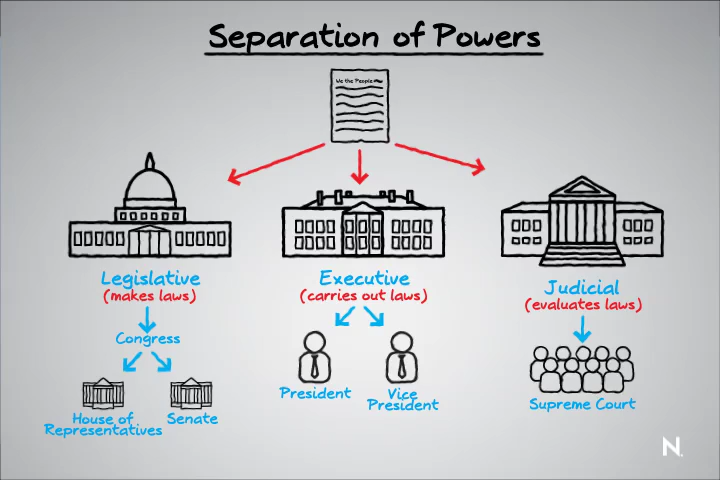 Separation of Powers
We the People
Legislative
(makes laws)
Congress
House of
Representatives
Senate
Executive
(carries out laws)
President
Vice
President
Judicial
(evaluates laws)
Supreme Court
N.